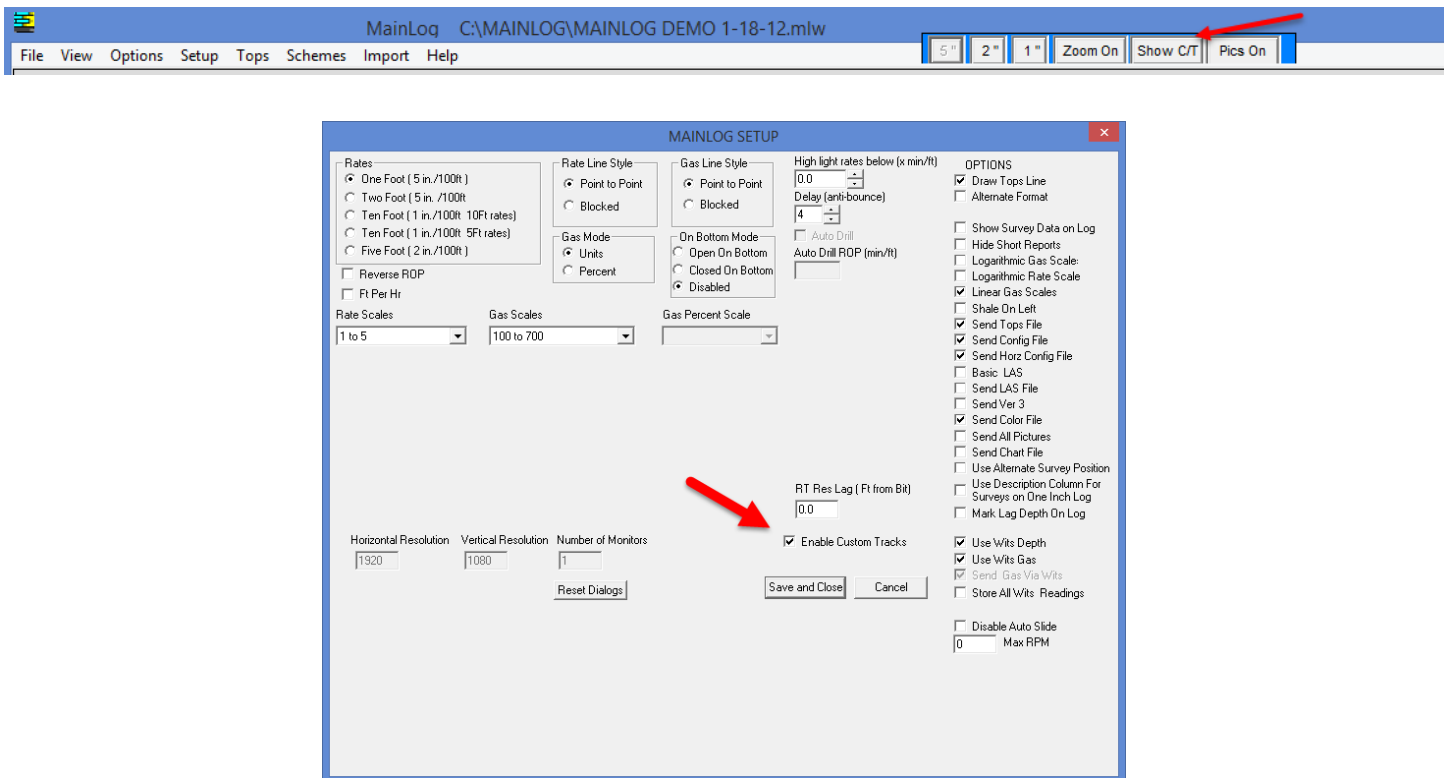 MainLog C:\MAINLOG\MAINLOG DEMO 1-18-12.mlw
File View Options Setup Tops Schemes Import Help
5 " 2 " 1 " Zoom On Show C/T Pics On
MAINLOG SETUP
Rates
One Foot ( 5 in./100ft )
Two Foot ( 5 in. /100ft
Ten Foot ( 1 in./100ft 10Ft rates)
Ten Foot ( 1 in./100ft 5Ft rates)
Five Foot ( 2 in./100ft )
Reverse ROP
Ft Per Hr
Rate Line Style
Point to Point
Blocked
Gas Line Style
Point to Point
Blocked
Gas Mode
Units
Percent
On Bottom Mode
Open On Bottom
Closed On Bottom
Disabled
High light rates below (x min/ft)
0.0
Delay (anti-bounce)
4
Auto Drill
Auto Drill ROP (min/ft)
Rate Scales
1 to 5
Gas Scales
100 to 700
Gas Percent Scale
RT Res Lag ( Ft from Bit)
0.0
Enable Custom Tracks
Horizontal Resolution
1920
Vertical Resolution
1080
Number of Monitors
1
Reset Dialogs
Save and Close
Cancel
OPTIONS
Draw Tops Line
Alternate Format
Show Survey Data on Log
Hide Short Reports
Logarithmic Gas Scale:
Logarithmic Rate Scale
Linear Gas Scales
Shale On Left
Send Tops File
Send Config File
Send Horz Config File
Basic LAS
Send LAS File
Send Ver 3
Send Color File
Send All Pictures
Send Chart File
Use Alternate Survey Position
Use Description Column For
Surveys on One Inch Log
Mark Lag Depth On Log
Use Wits Depth
Use Wits Gas
Send Gas Via Wits
Store All Wits Readings
Disable Auto Slide
0 Max RPM